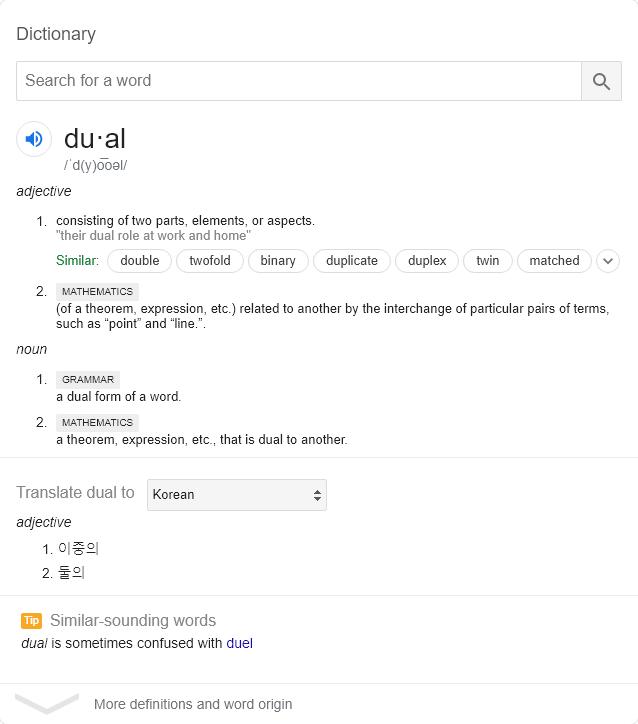 Dictionary
Search for a word
du·al
/ˈd(y)o͞oəl/
adjective
1. consisting of two parts, elements, or aspects.
"their dual role at work and home"
Similar: double twofold binary duplicate duplex twin matched
2. MATHEMATICS
(of a theorem, expression, etc.) related to another by the interchange of particular pairs of terms,
such as “point” and “line.”.
noun
1. GRAMMAR
a dual form of a word.
2. MATHEMATICS
a theorem, expression, etc., that is dual to another.
Translate dual to Korean
adjective
1. 이중의
2. 둘의
Tip Similar-sounding words
dual is sometimes confused with duel
More definitions and word origin